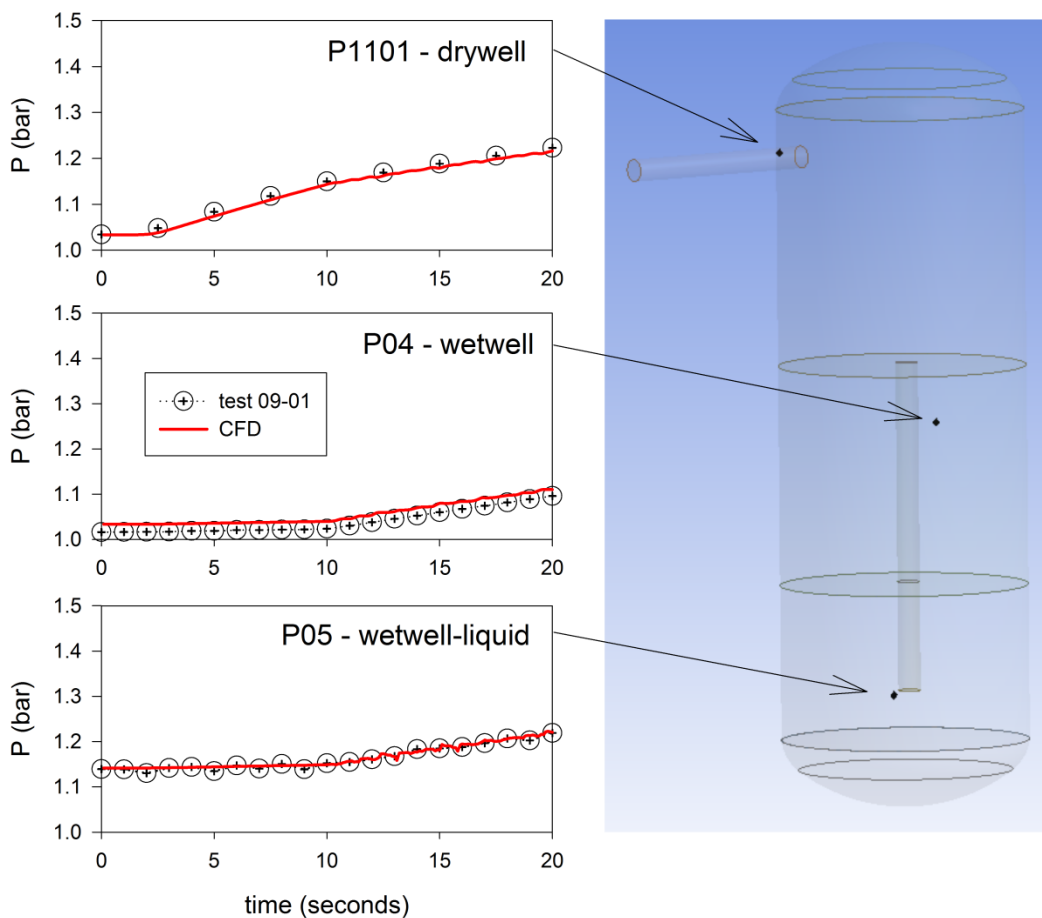 1.5
P1101 - drywell
1.4
1.3
P (bar)
1.2
1.1
1.0
0 5 10 15 20
1.5
P04 - wetwell
1.4
test 09-01
CFD
1.3
P (bar)
1.2
1.1
1.0
0 5 10 15 20
1.5
P05 - wetwell-liquid
1.4
1.3
P (bar)
1.2
1.1
1.0
0 5 10 15 20
time (seconds)